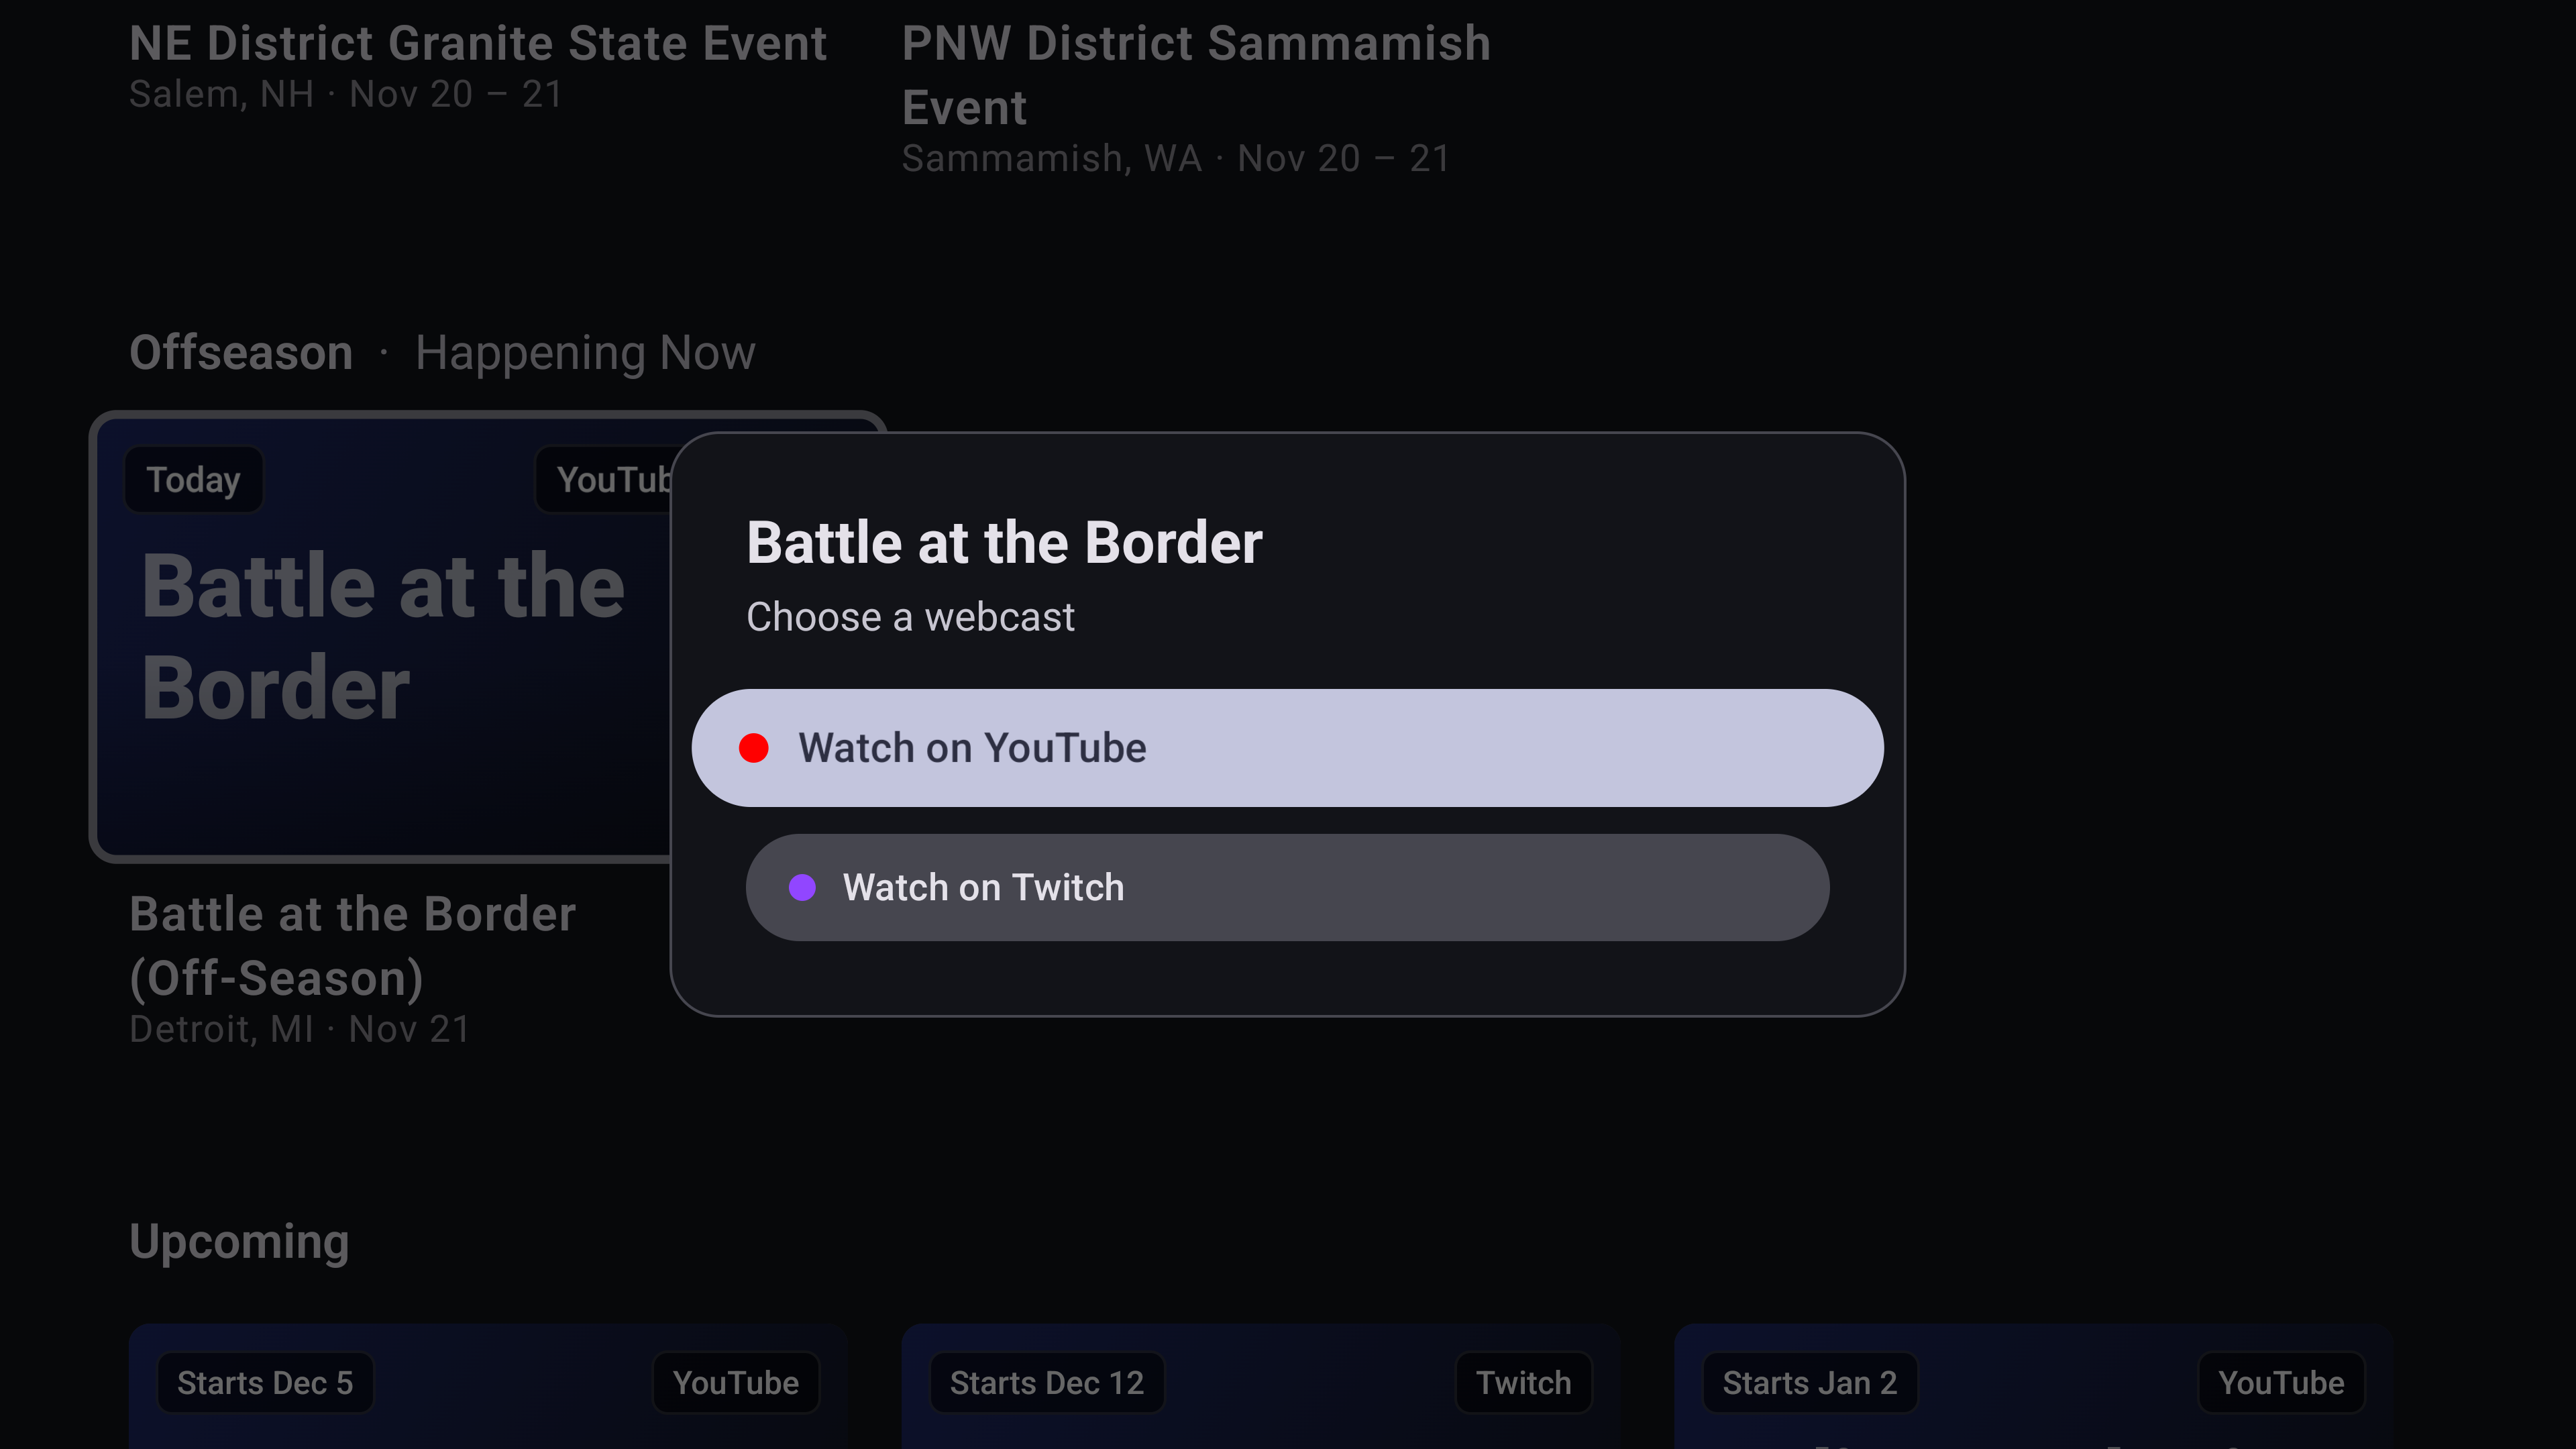 NE District Granite State Event
Salem, NH · Nov 20 – 21
PNW District Sammamish
Event
Sammamish, WA · Nov 20 – 21
Offseason · Happening Now
Today
Battle at the
Border
Battle at the Border
(Off-Season)
Detroit, MI · Nov 21
Battle at the Border
Choose a webcast
Watch on YouTube
Watch on Twitch
Upcoming
Starts Dec 5
YouTube
Starts Dec 12
Twitch
Starts Jan 2
YouTube